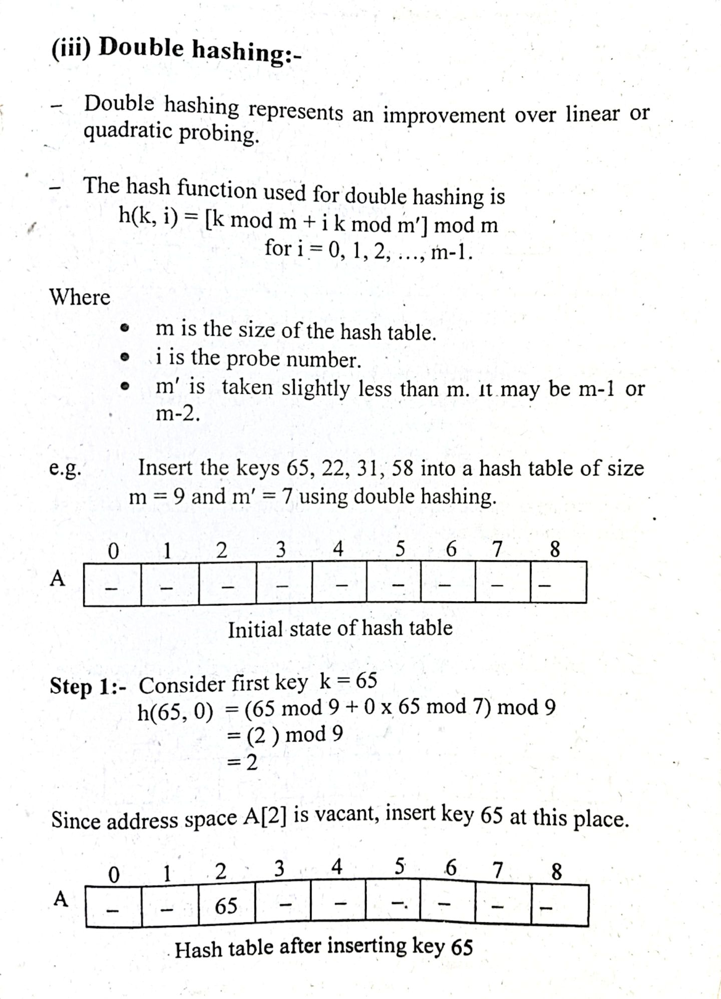 (iii) Double hashing:-
– Double hashing represents an improvement over linear or
quadratic probing.
– The hash function used for double hashing is
h(k, i) = [k mod m + i k mod m′] mod m
for i = 0, 1, 2, ..., m-1.
Where
• m is the size of the hash table.
• i is the probe number.
• m′ is taken slightly less than m. it may be m-1 or
m-2.
e.g. Insert the keys 65, 22, 31, 58 into a hash table of size
m = 9 and m′ = 7 using double hashing.
0 1 2 3 4 5 6 7 8
A – – – – – – – – –
Initial state of hash table
Step 1:- Consider first key k = 65
h(65, 0) = (65 mod 9 + 0 x 65 mod 7) mod 9
= (2 ) mod 9
= 2
Since address space A[2] is vacant, insert key 65 at this place.
0 1 2 3 4 5 6 7 8
A – – 65 – – – – – –
Hash table after inserting key 65